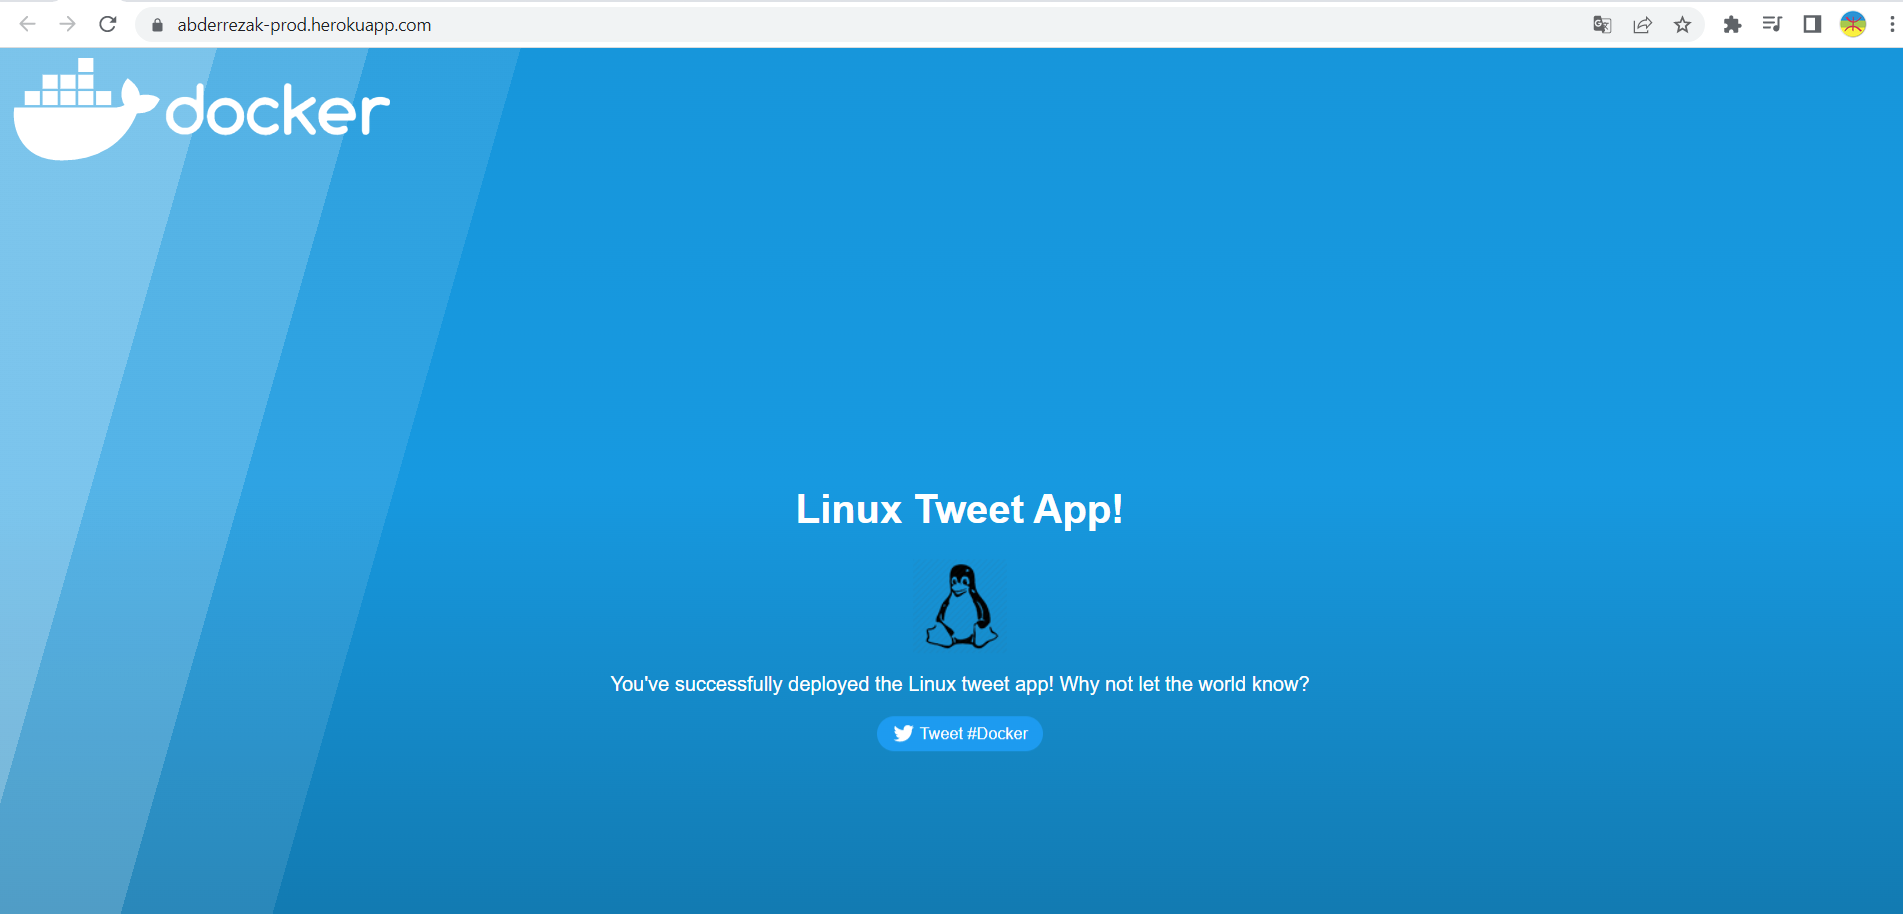 abderrezak-prod.herokuapp.com
docker
Linux Tweet App!
You've successfully deployed the Linux tweet app! Why not let the world know?
Tweet #Docker